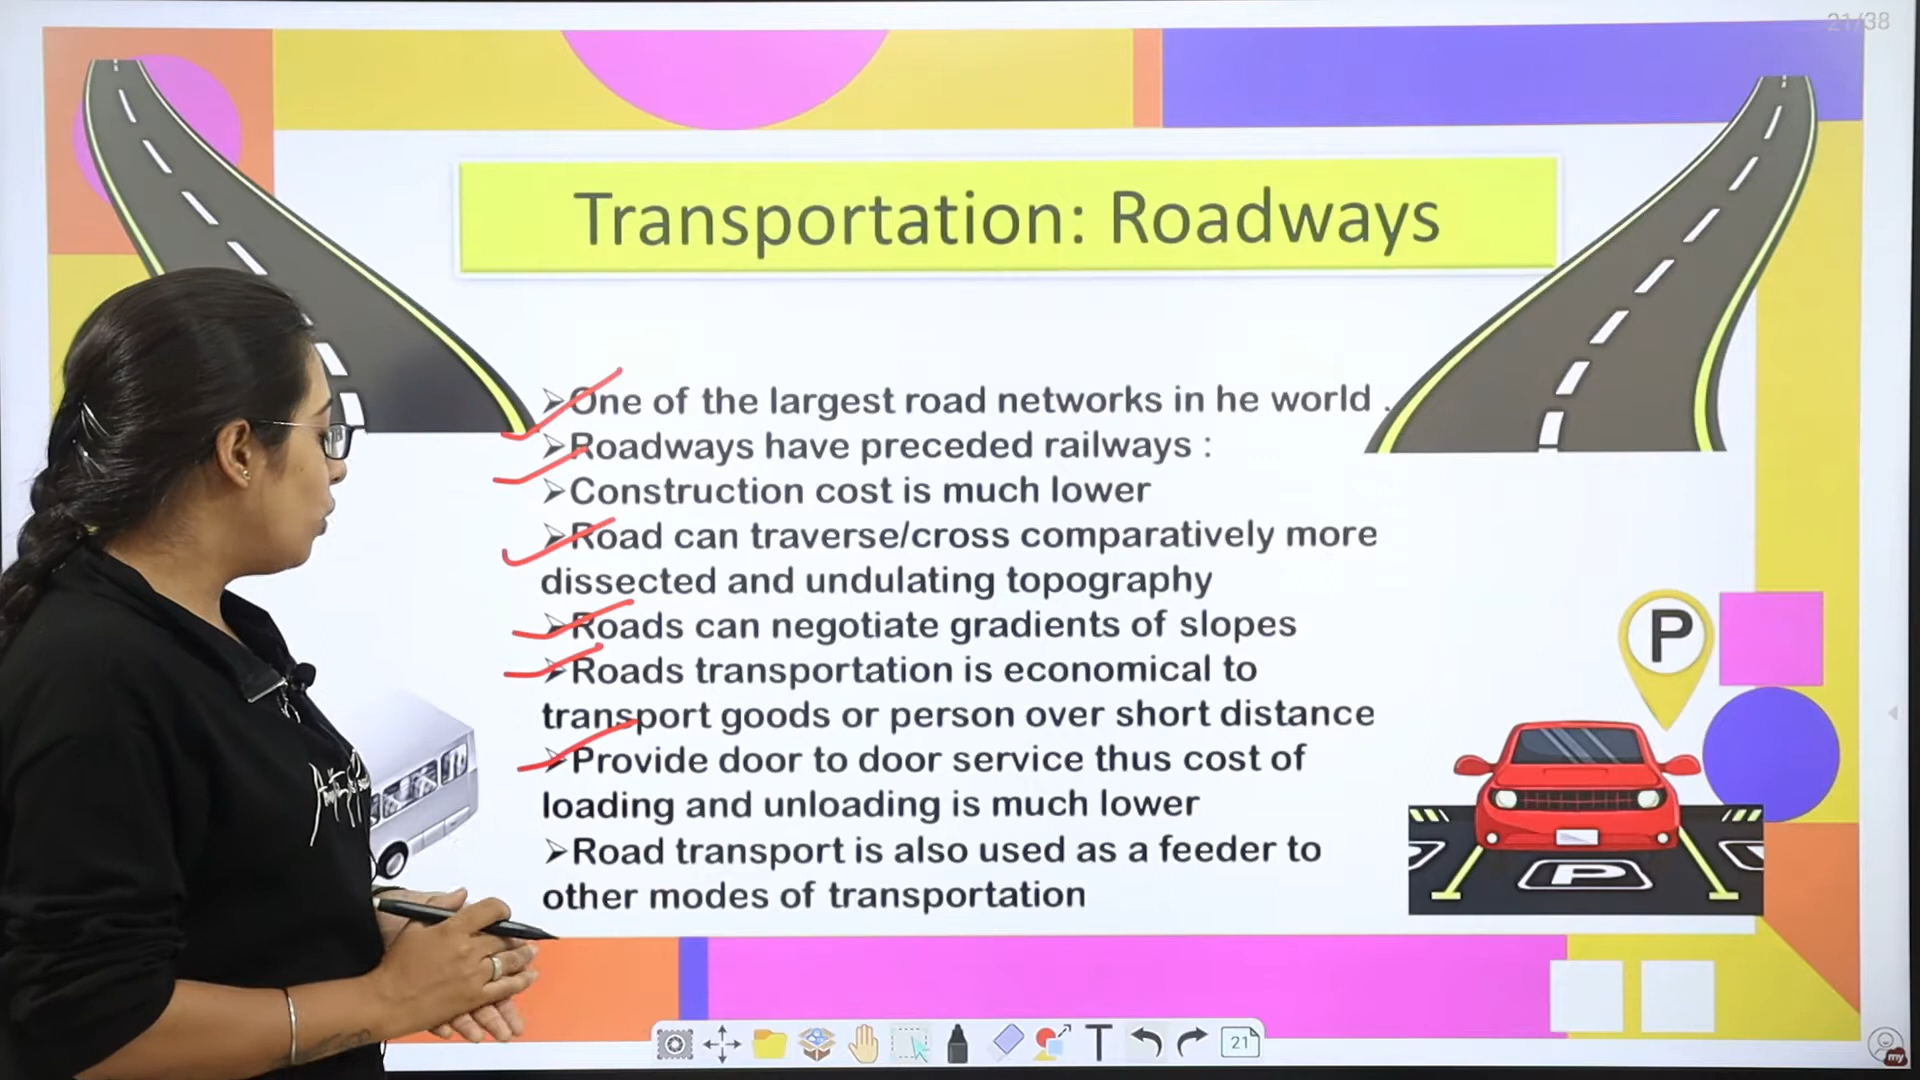 21/38
Transportation: Roadways
➢One of the largest road networks in he world .
➢Roadways have preceded railways :
➢Construction cost is much lower
➢Road can traverse/cross comparatively more
dissected and undulating topography
➢Roads can negotiate gradients of slopes
➢Roads transportation is economical to
transport goods or person over short distance
➢Provide door to door service thus cost of
loading and unloading is much lower
➢Road transport is also used as a feeder to
other modes of transportation
P
P
T
21
my